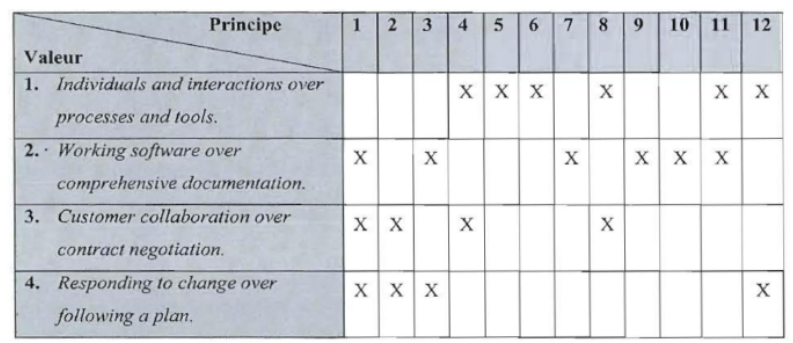 Principe 1 2 3 4 5 6 7 8 9 10 11 12
Valeur
1. Individuals and interactions over
processes and tools.
X X X X X X
2. Working software over
comprehensive documentation.
X X X X X X
3. Customer collaboration over
contract negotiation.
X X X X
4. Responding to change over
following a plan.
X X X X